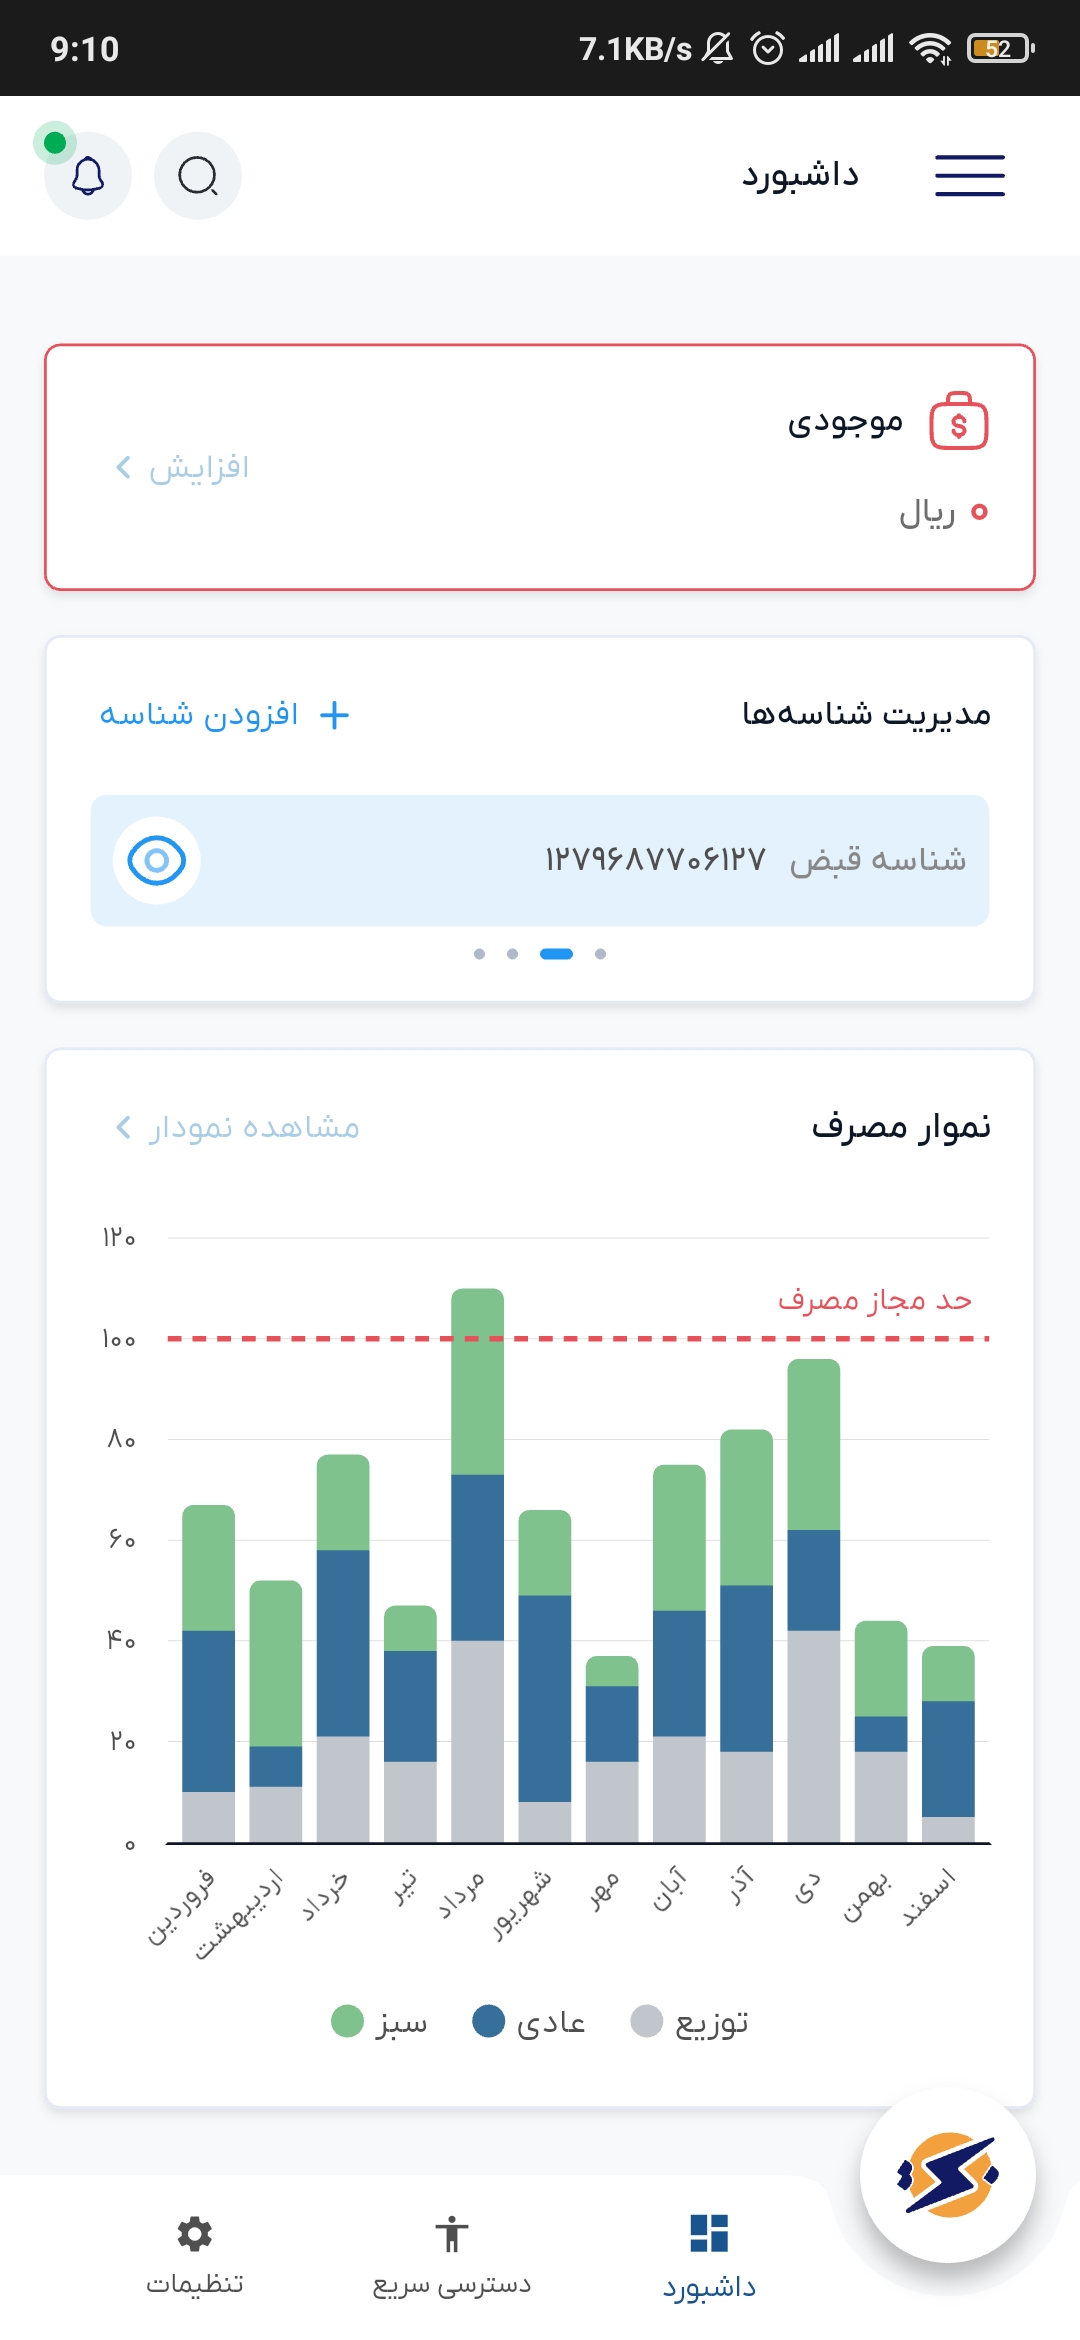 9:10 7.1KB/s 52
داشبورد
موجودی
افزایش
۰ ریال
مدیریت شناسه‌ها
افزودن شناسه
شناسه قبض ۱۲۷۹۶۸۷۷۰۶۱۲۷
نموار مصرف
مشاهده نمودار
۱۲۰
حد مجاز مصرف
۱۰۰
۸۰
۶۰
۴۰
۲۰
۰
فروردین اردیبهشت خرداد تیر مرداد شهریور مهر آبان آذر دی بهمن اسفند
توزیع عادی سبز
داشبورد دسترسی سریع تنظیمات